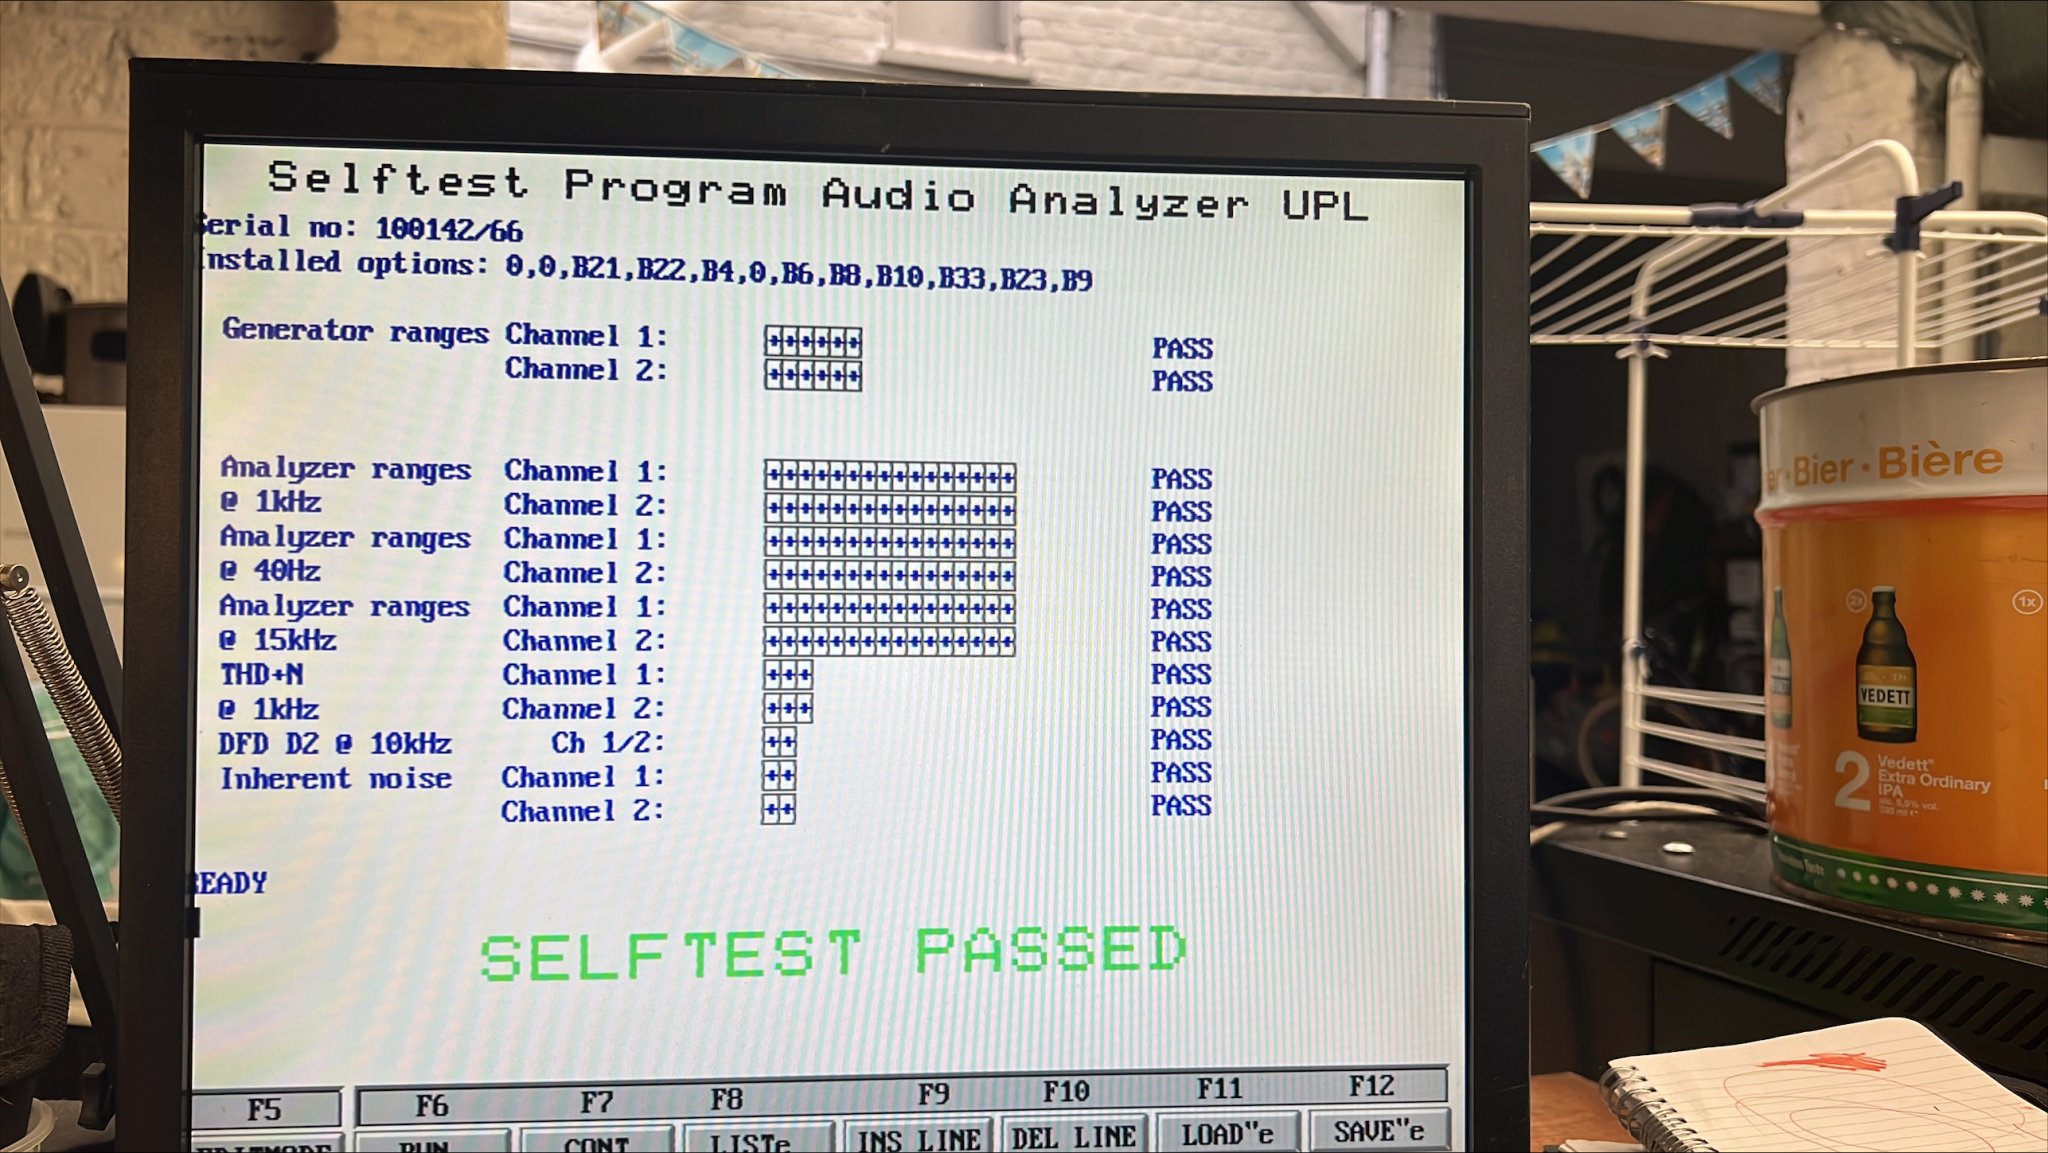 Selftest Program Audio Analyzer UPL
Serial no: 100142/66
Installed options: 0,0,B21,B22,B4,0,B6,B8,B10,B33,B23,B9
Generator ranges Channel 1: ++++++ PASS
Channel 2: ++++++ PASS
Analyzer ranges Channel 1: +++++++++++++++ PASS
@ 1kHz Channel 2: +++++++++++++++ PASS
Analyzer ranges Channel 1: +++++++++++++++ PASS
@ 40Hz Channel 2: +++++++++++++++ PASS
Analyzer ranges Channel 1: +++++++++++++++ PASS
@ 15kHz Channel 2: +++++++++++++++ PASS
THD+N Channel 1: +++ PASS
@ 1kHz Channel 2: +++ PASS
DFD D2 @ 10kHz Ch 1/2: ++ PASS
Inherent noise Channel 1: ++ PASS
Channel 2: ++ PASS
READY
SELFTEST PASSED
F5 F6 F7 F8 F9 F10 F11 F12
RUN CONT LISTe INS LINE DEL LINE LOAD"e SAVE"e
Bier · Bière
2x
1x
VEDETT
2 Vedett®
Extra Ordinary
IPA